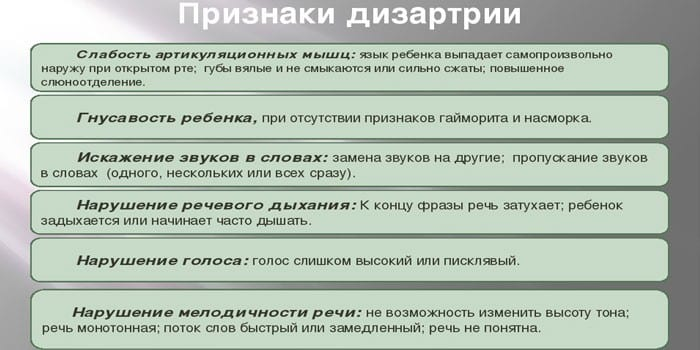 Признаки дизартрии
Слабость артикуляционных мышц: язык ребенка выпадает самопроизвольно
наружу при открытом рте; губы вялые и не смыкаются или сильно сжаты; повышенное
слюноотделение.
Гнусавость ребенка, при отсутствии признаков гайморита и насморка.
Искажение звуков в словах: замена звуков на другие; пропускание звуков
в словах (одного, нескольких или всех сразу).
Нарушение речевого дыхания: К концу фразы речь затухает; ребенок
задыхается или начинает часто дышать.
Нарушение голоса: голос слишком высокий или писклявый.
Нарушение мелодичности речи: не возможность изменить высоту тона;
речь монотонная; поток слов быстрый или замедленный; речь не понятна.